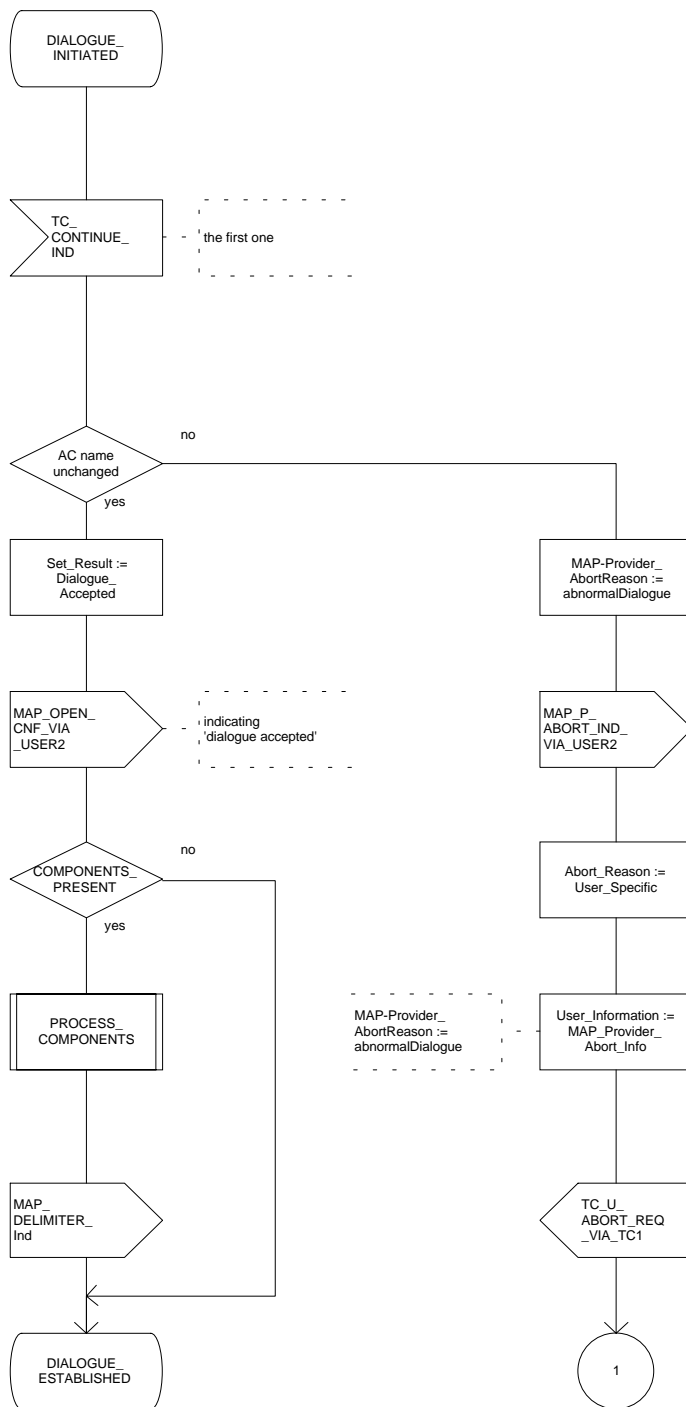 DIALOGUE_
INITIATED
TC_
CONTINUE_
IND
the first one
AC name
unchanged
no
yes
Set_Result :=
Dialogue_
Accepted
MAP-Provider_
AbortReason :=
abnormalDialogue
MAP_OPEN_
CNF_VIA
_USER2
indicating
'dialogue accepted'
MAP_P_
ABORT_IND_
VIA_USER2
COMPONENTS_
PRESENT
no
yes
Abort_Reason :=
User_Specific
PROCESS_
COMPONENTS
MAP-Provider_
AbortReason :=
abnormalDialogue
User_Information :=
MAP_Provider_
Abort_Info
MAP_
DELIMITER_
Ind
TC_U_
ABORT_REQ
_VIA_TC1
DIALOGUE_
ESTABLISHED
1